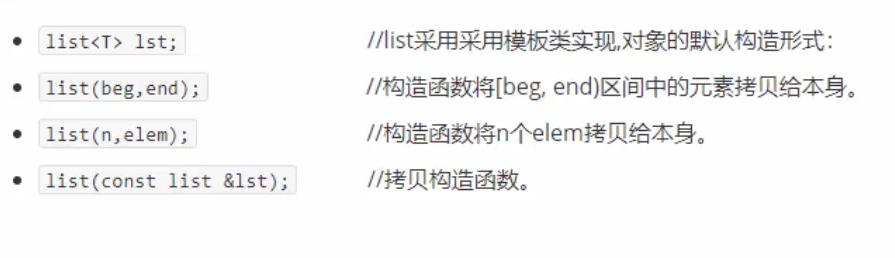 list<T> lst; //list采用采用模板类实现,对象的默认构造形式：
list(beg,end); //构造函数将[beg, end)区间中的元素拷贝给本身。
list(n,elem); //构造函数将n个elem拷贝给本身。
list(const list &lst); //拷贝构造函数。